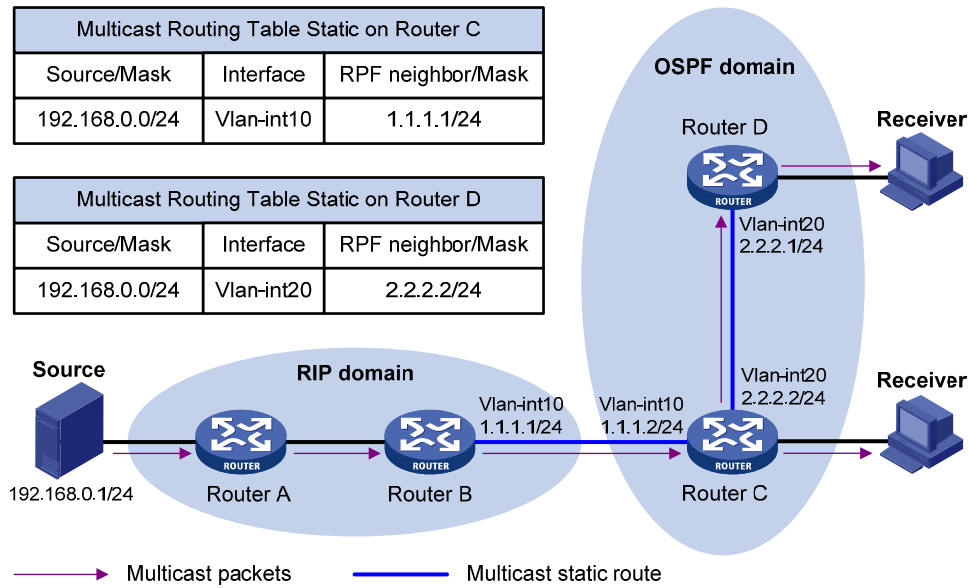 Multicast Routing Table Static on Router C
Source/Mask Interface RPF neighbor/Mask
192.168.0.0/24 Vlan-int10 1.1.1.1/24
Multicast Routing Table Static on Router D
Source/Mask Interface RPF neighbor/Mask
192.168.0.0/24 Vlan-int20 2.2.2.2/24
OSPF domain
Router D
ROUTER
Receiver
Vlan-int20
2.2.2.1/24
Source
192.168.0.1/24
RIP domain
ROUTER
Router A
ROUTER
Router B
Vlan-int10
1.1.1.1/24
Vlan-int10
1.1.1.2/24
Vlan-int20
2.2.2.2/24
ROUTER
Router C
Receiver
Multicast packets
Multicast static route